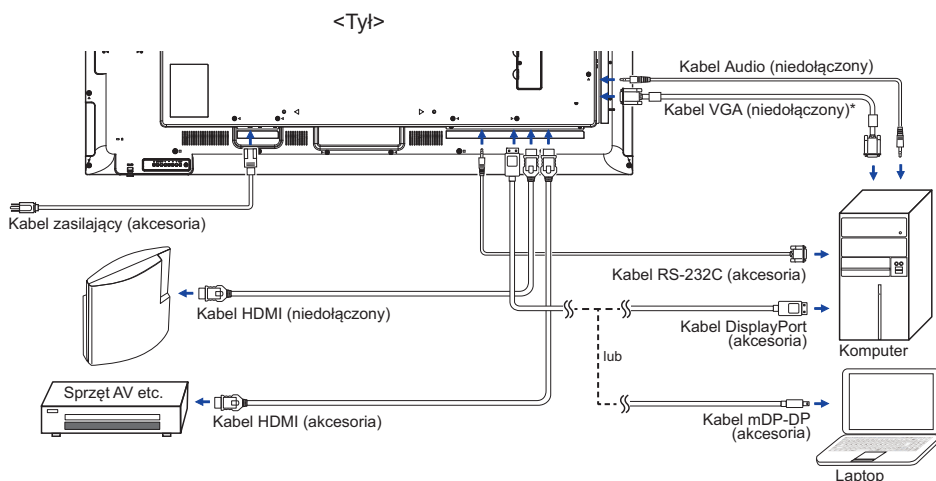 <Tył>
Kabel Audio (niedołączony)
Kabel VGA (niedołączony)*
Kabel zasilający (akcesoria)
Kabel RS-232C (akcesoria)
Kabel HDMI (niedołączony)
Kabel DisplayPort
(akcesoria)
Komputer
lub
Sprzęt AV etc.
Kabel HDMI (akcesoria)
Kabel mDP-DP
(akcesoria)
Laptop